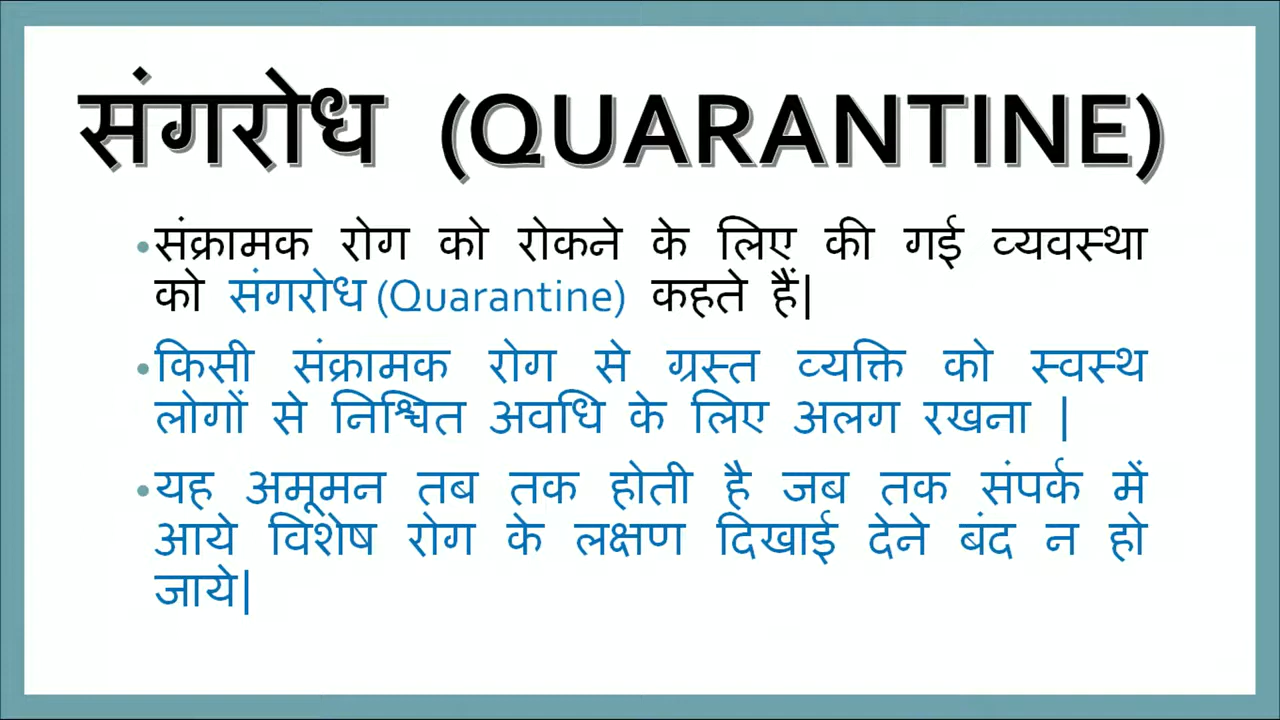 संगरोध (QUARANTINE)
•संक्रामक रोग को रोकने के लिए की गई व्यवस्था
को संगरोध (Quarantine) कहते हैं|
•किसी संक्रामक रोग से ग्रस्त व्यक्ति को स्वस्थ
लोगों से निश्चित अवधि के लिए अलग रखना |
•यह अमूमन तब तक होती है जब तक संपर्क में
आये विशेष रोग के लक्षण दिखाई देने बंद न हो
जाये|